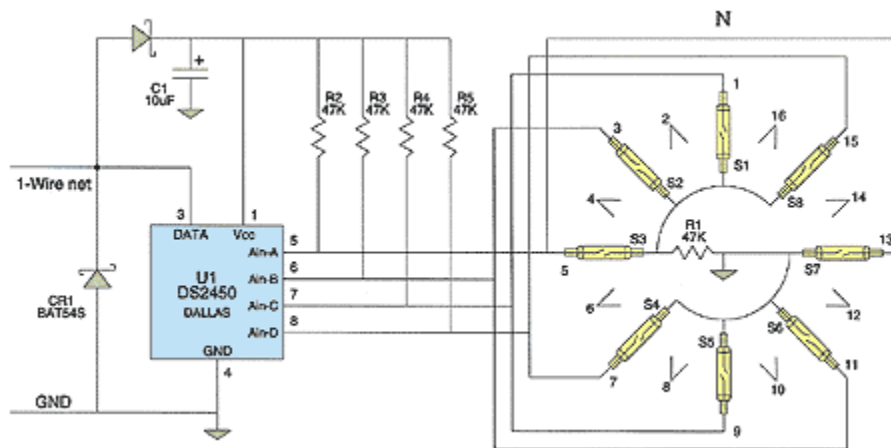 N
C1
10uF
+
R2
47K
R3
47K
R4
47K
R5
47K
1-Wire net
3
1
DATA
Vcc
U1
DS2450
DALLAS
Ain-A
5
Ain-B
6
Ain-C
7
Ain-D
8
GND
4
CR1
BAT54S
GND
1
2
16
3
15
S1
S2
S8
4
14
R1
47K
S3
5
S7
13
6
12
S4
S5
S6
7
8
9
10
11